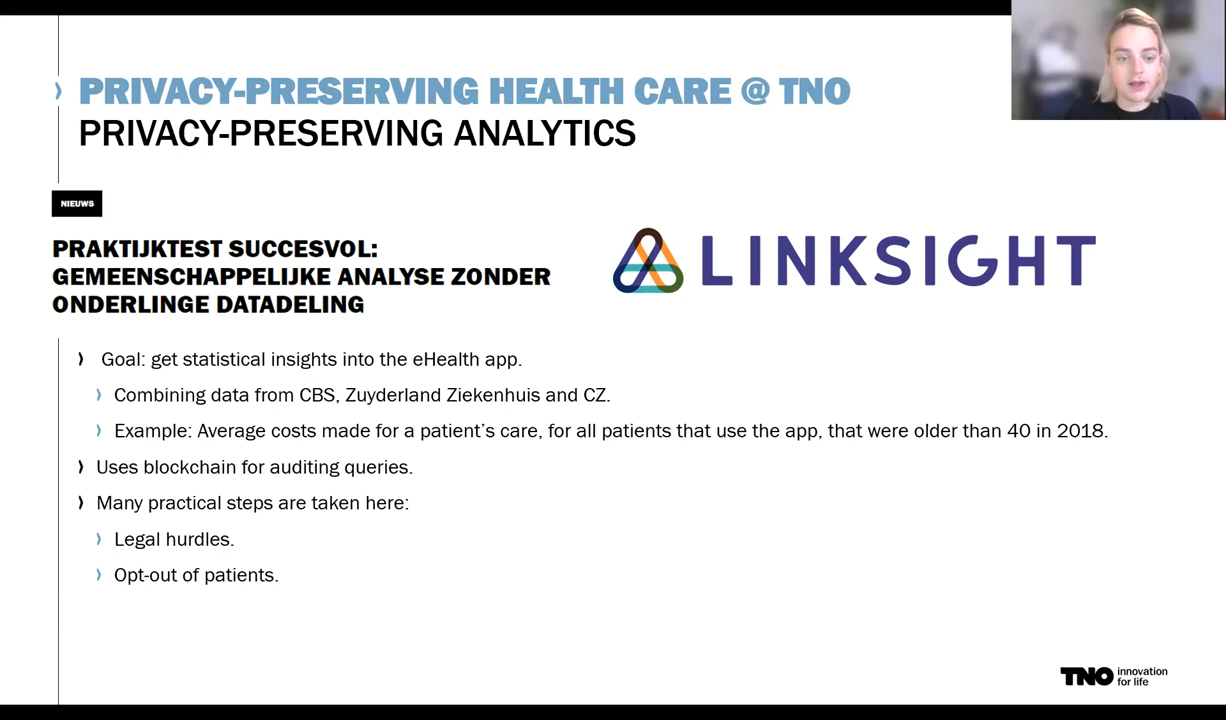 PRIVACY-PRESERVING HEALTH CARE @ TNO
PRIVACY-PRESERVING ANALYTICS
NIEUWS
PRAKTIJKTEST SUCCESVOL:
GEMEENSCHAPPELIJKE ANALYSE ZONDER
ONDERLINGE DATADELING
LINKSIGHT
Goal: get statistical insights into the eHealth app.
Combining data from CBS, Zuyderland Ziekenhuis and CZ.
Example: Average costs made for a patient's care, for all patients that use the app, that were older than 40 in 2018.
Uses blockchain for auditing queries.
Many practical steps are taken here:
Legal hurdles.
Opt-out of patients.
TNO innovation
for life